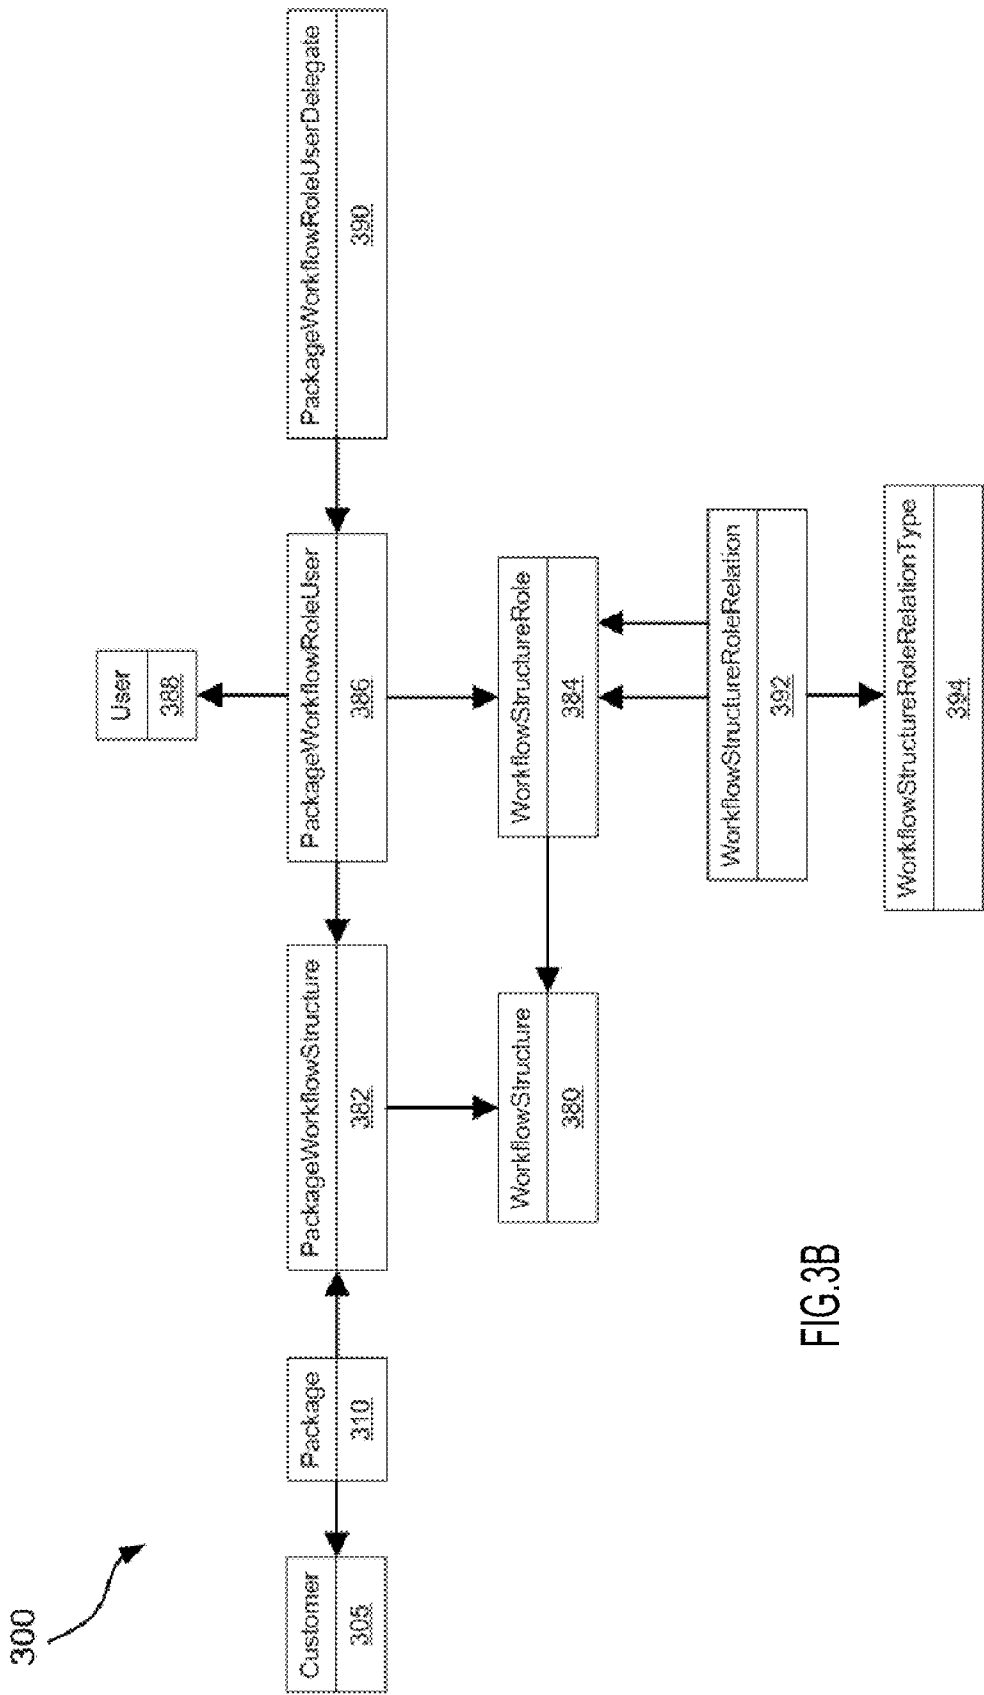 300
User
388
Customer
305
Package
310
PackageWorkflowStructure
382
PackageWorkflowRoleUser
386
PackageWorkflowRoleUserDelegate
390
WorkflowStructure
380
WorkflowStructureRole
384
WorkflowStructureRoleRelation
392
WorkflowStructureRoleRelationType
394
FIG.3B